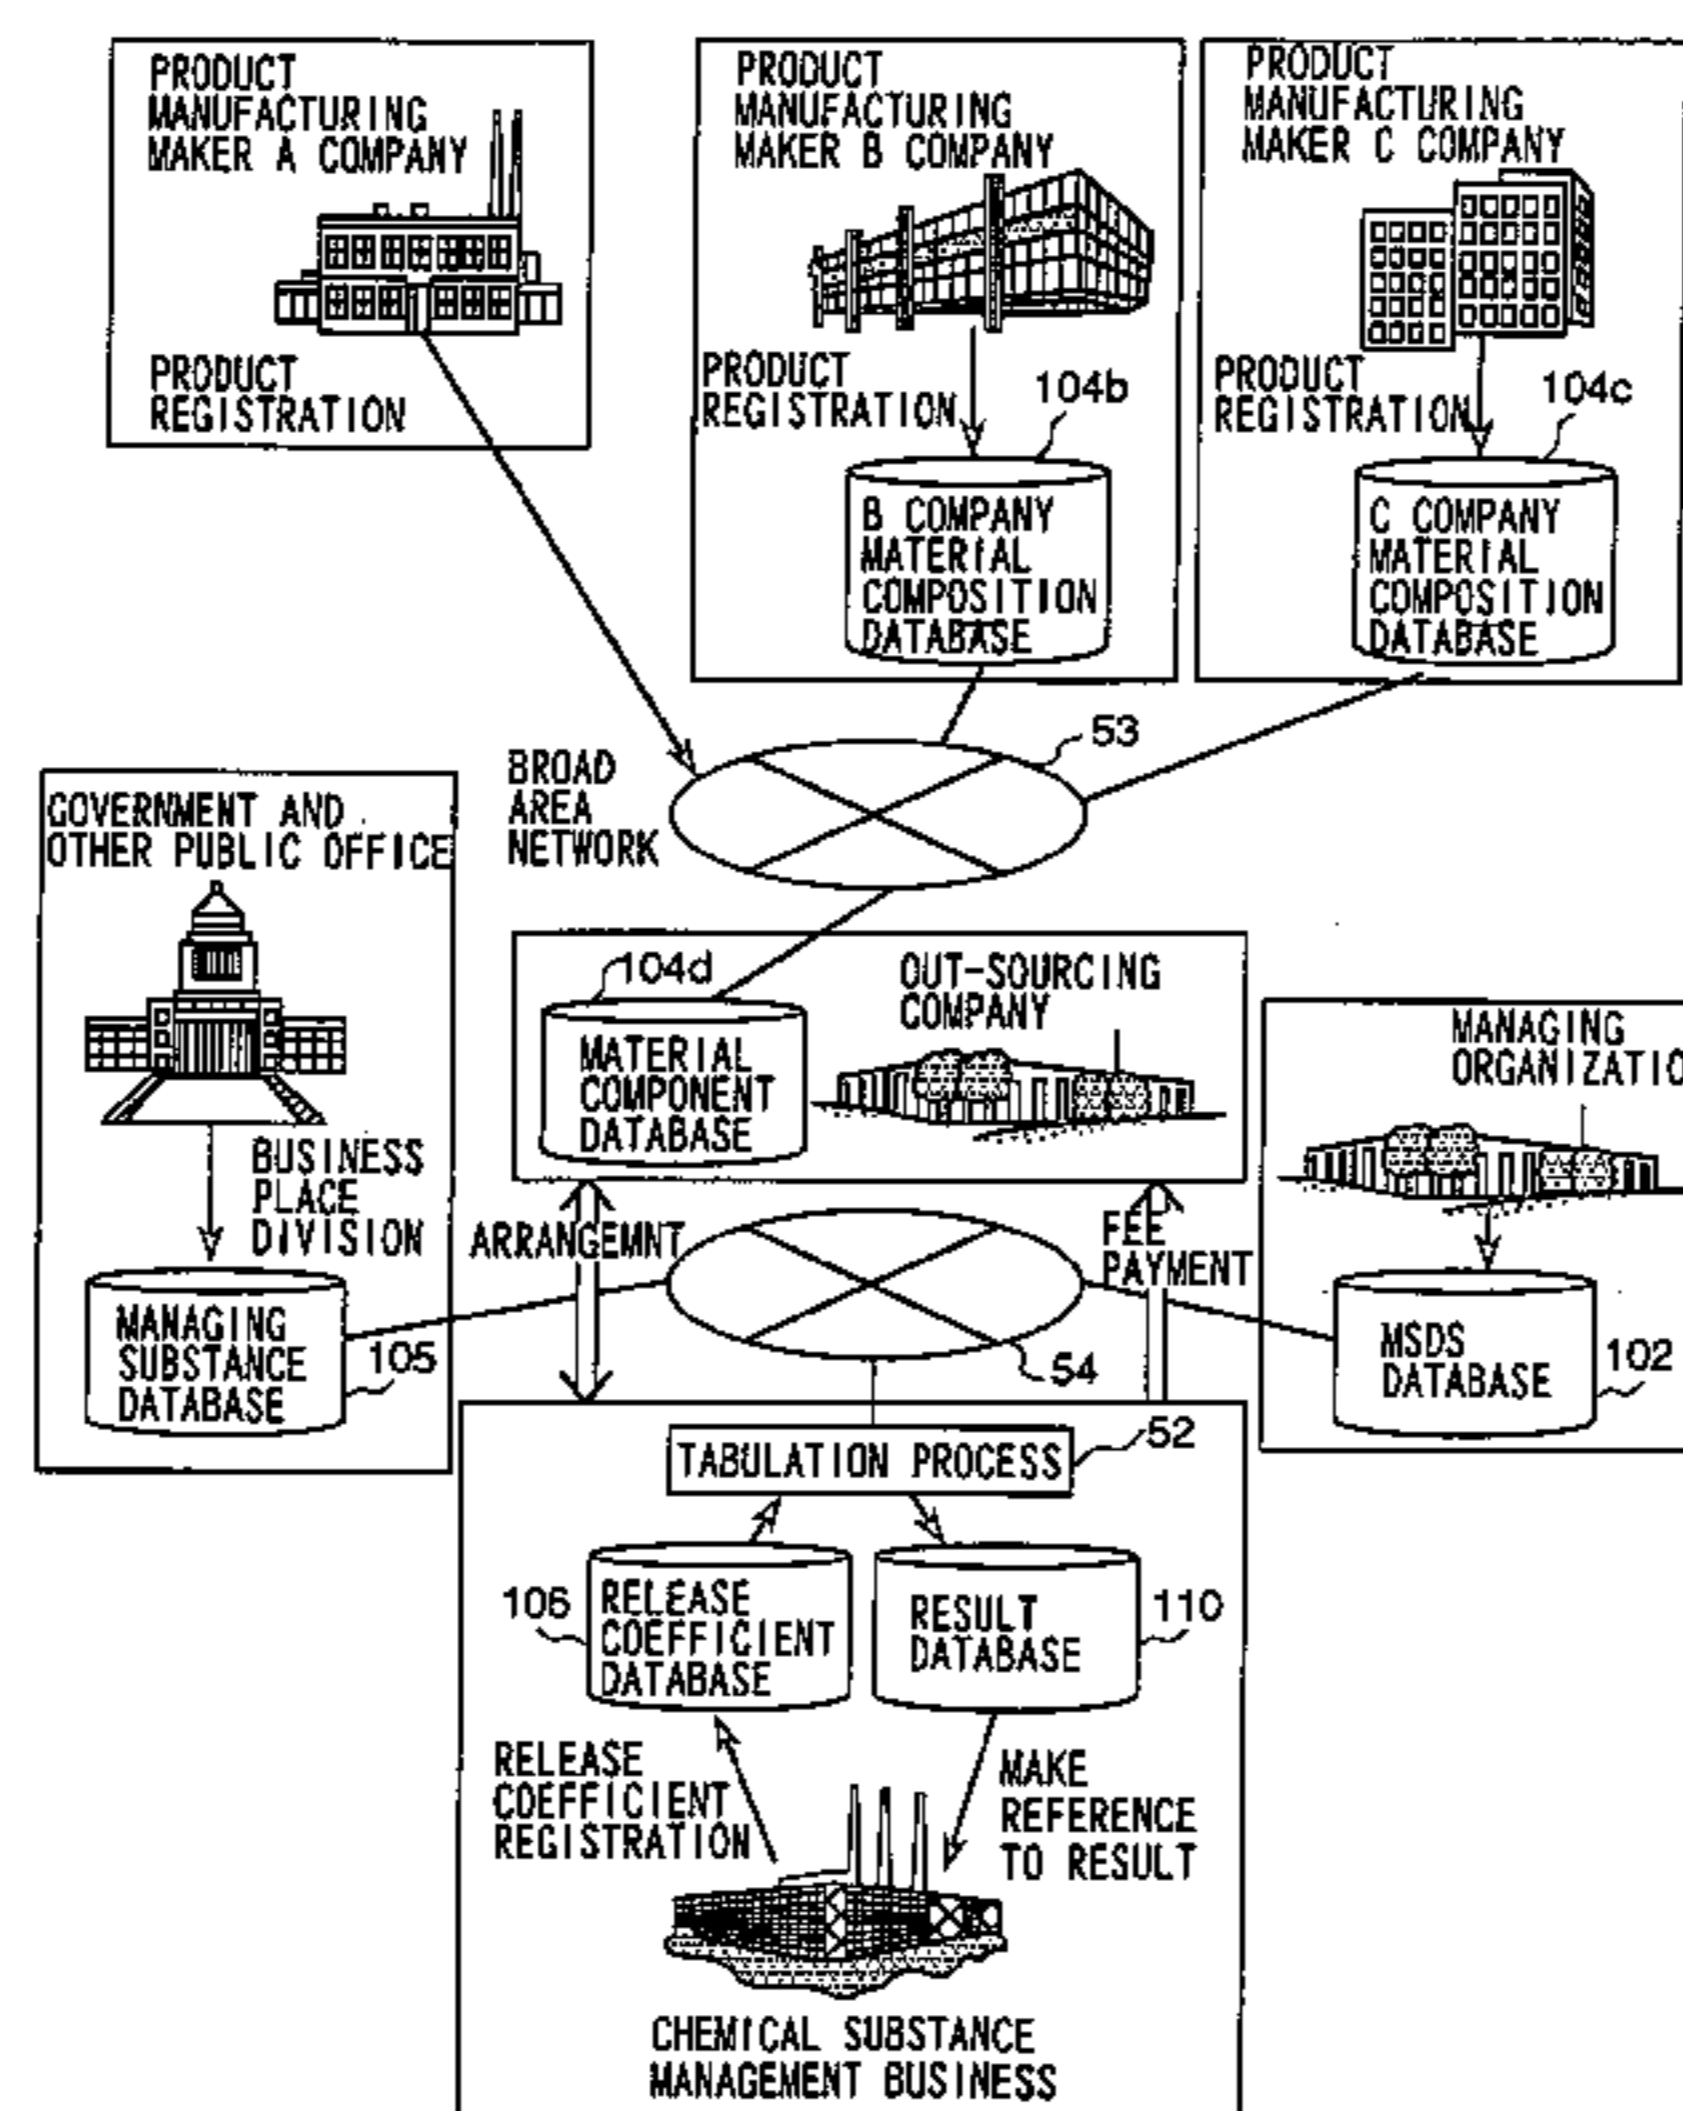 PRODUCT
MANUFACTURING
MAKER A COMPANY
PRODUCT
REGISTRATION
PRODUCT
MANUFACTURING
MAKER B COMPANY
PRODUCT
REGISTRATION
104b
B COMPANY
MATERIAL
COMPOSITION
DATABASE
PRODUCT
MANUFACTURING
MAKER C COMPANY
PRODUCT
REGISTRATION
104c
C COMPANY
MATERIAL
COMPOSITION
DATABASE
53
BROAD
AREA
NETWORK
GOVERNMENT AND
OTHER PUBLIC OFFICE
BUSINESS
PLACE
DIVISION
MANAGING
SUBSTANCE
DATABASE
105
104d
MATERIAL
COMPONENT
DATABASE
OUT-SOURCING
COMPANY
MANAGING
ORGANIZATIO
MSDS
DATABASE
102
ARRANGEMNT
FEE
PAYMENT
54
52
TABULATION PROCESS
106
RELEASE
COEFFICIENT
DATABASE
RESULT
DATABASE
110
RELEASE
COEFFICIENT
REGISTRATION
MAKE
REFERENCE
TO RESULT
CHEMICAL SUBSTANCE
MANAGEMENT BUSINESS